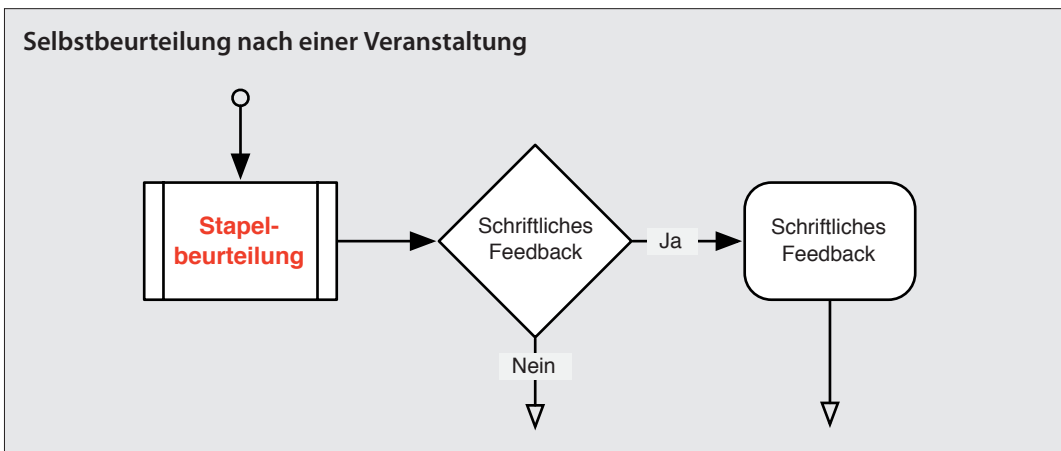 Selbstbeurteilung nach einer Veranstaltung
Stapel-
beurteilung
Schriftliches
Feedback
Ja
Schriftliches
Feedback
Nein